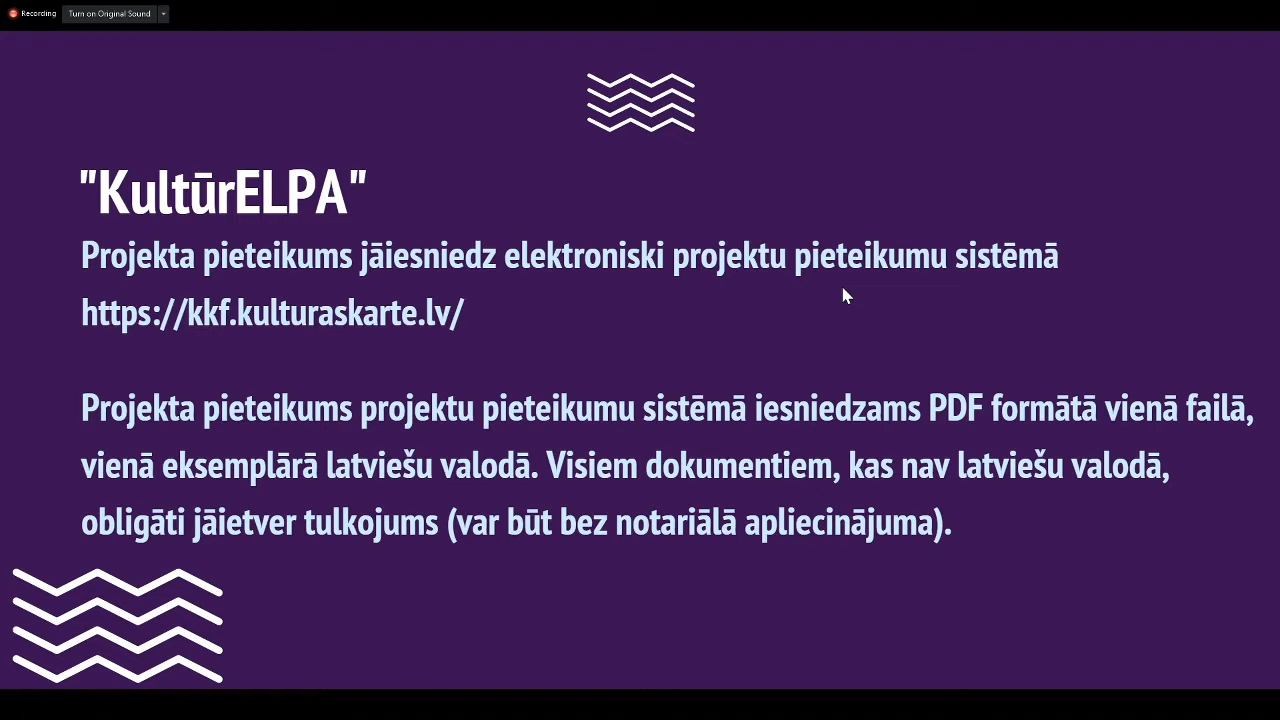 Recording
Turn on Original Sound
"KultūrELPA"
Projekta pieteikums jāiesniedz elektroniski projektu pieteikumu sistēmā
https://kkf.kulturaskarte.lv/
Projekta pieteikums projektu pieteikumu sistēmā iesniedzams PDF formātā vienā failā,
vienā eksemplārā latviešu valodā. Visiem dokumentiem, kas nav latviešu valodā,
obligāti jāietver tulkojums (var būt bez notariālā apliecinājuma).